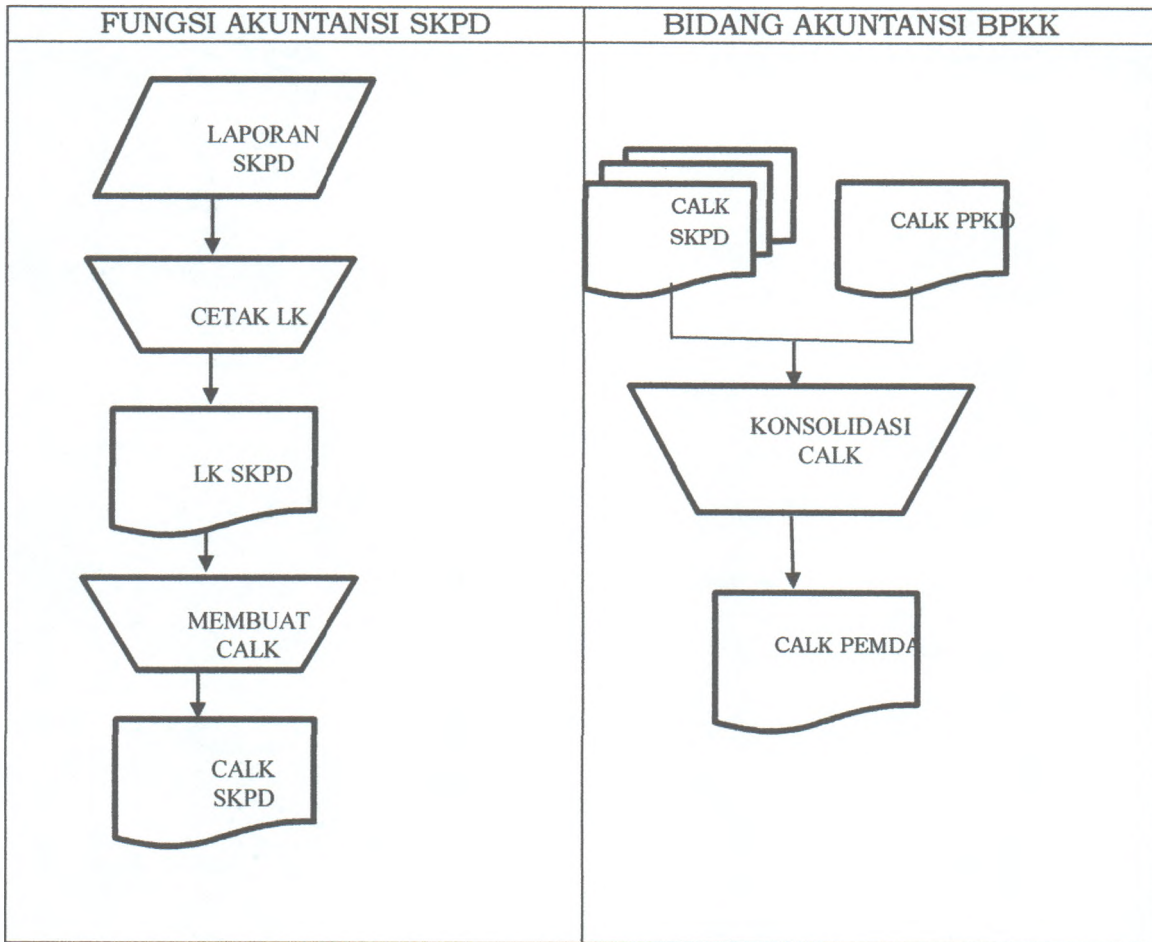 FUNGSI AKUNTANSI SKPD
BIDANG AKUNTANSI BPKK
LAPORAN
SKPD
CETAK LK
LK SKPD
MEMBUAT
CALK
CALK
SKPD
CALK
SKPD
CALK PPKD
KONSOLIDASI
CALK
CALK PEMDA